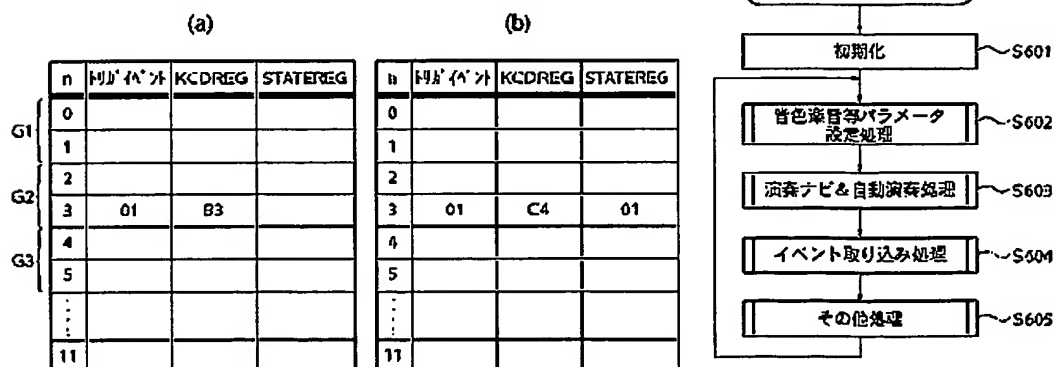 (a)
n トリガイベント KCDREG STATEREG
G1
0
1
G2
2
3 01 B3
G3
4
5
11
(b)
n トリガイベント KCDREG STATEREG
0
1
2
3 01 C4 01
4
5
11
初期化 S601
音色楽音等パラメータ
設定処理 S602
演奏ナビ&自動演奏処理 S603
イベント取り込み処理 S604
その他処理 S605